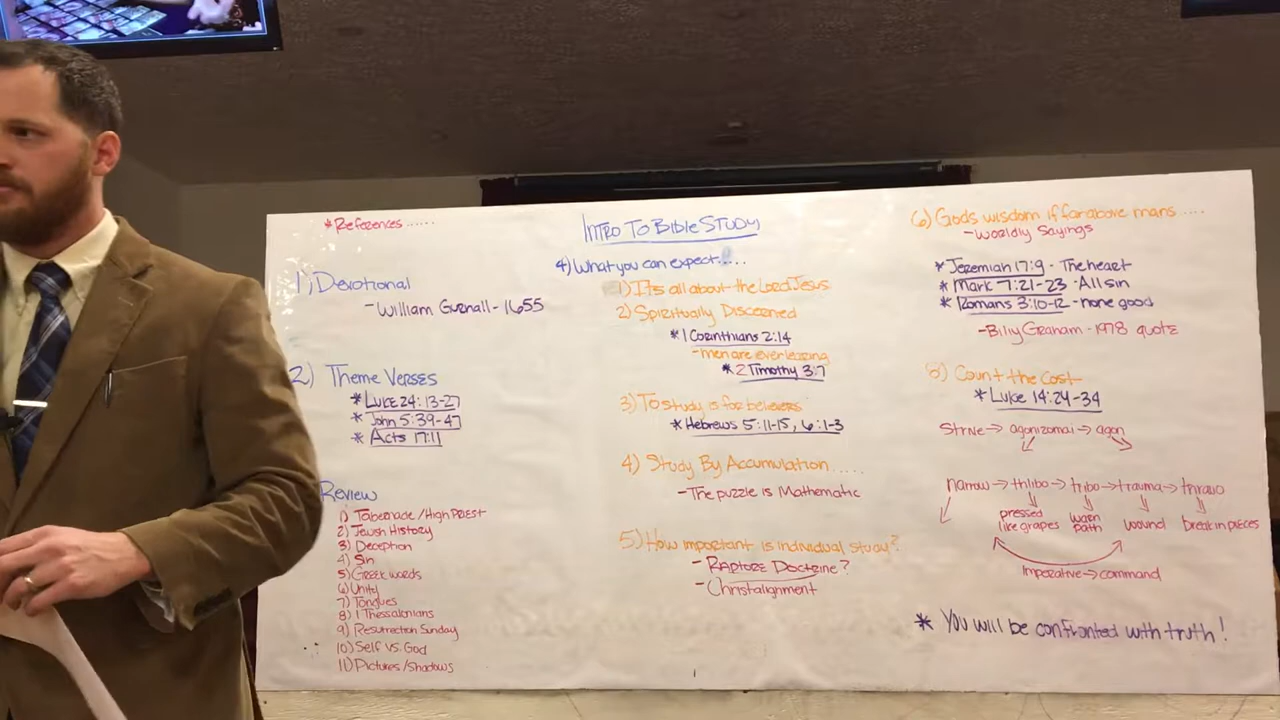 *References......
1) Devotional
-William Gurnall-1655
2) Theme Verses
*Luke 24:13-27
*John 5:39-47
*Acts 17:11
Review
1) Tabernacle/High Priest
2) Jewish History
3) Deception
4) Sin
5) Greek words
6) Unity
7) Tongues
8) 1 Thessalonians
9) Resurrection Sunday
10) Self vs. God
11) Pictures/Shadows
Intro To Bible Study
4) What you can expect.....
1) It's all about the Lord Jesus
2) Spiritually Discerned
*1 Corinthians 2:14
-men are ever learing
*2 Timothy 3:7
3) To study is for believers
*Hebrews 5:11-15, 6:1-3
4) Study By Accumulation.....
-The puzzle is Mathematic
5) How important is individual study?
-Rapture Doctrine?
-Christalignment
6) Gods wisdom if far above mans....
-Worldly Sayings
*Jeremiah 17:9 - The heart
*Mark 7:21-23 - All sin
*Romans 3:10-12 - none good
-Billy Graham-1978 quote
Count the Cost
*Luke 14:24-34
Strive→ agonizomai→ agon
narrow→ thlibo→ tribo→ trauma→
pressed like grapes
worn path
wound
break in pieces
Imperative→ command
* You will be confronted with truth!